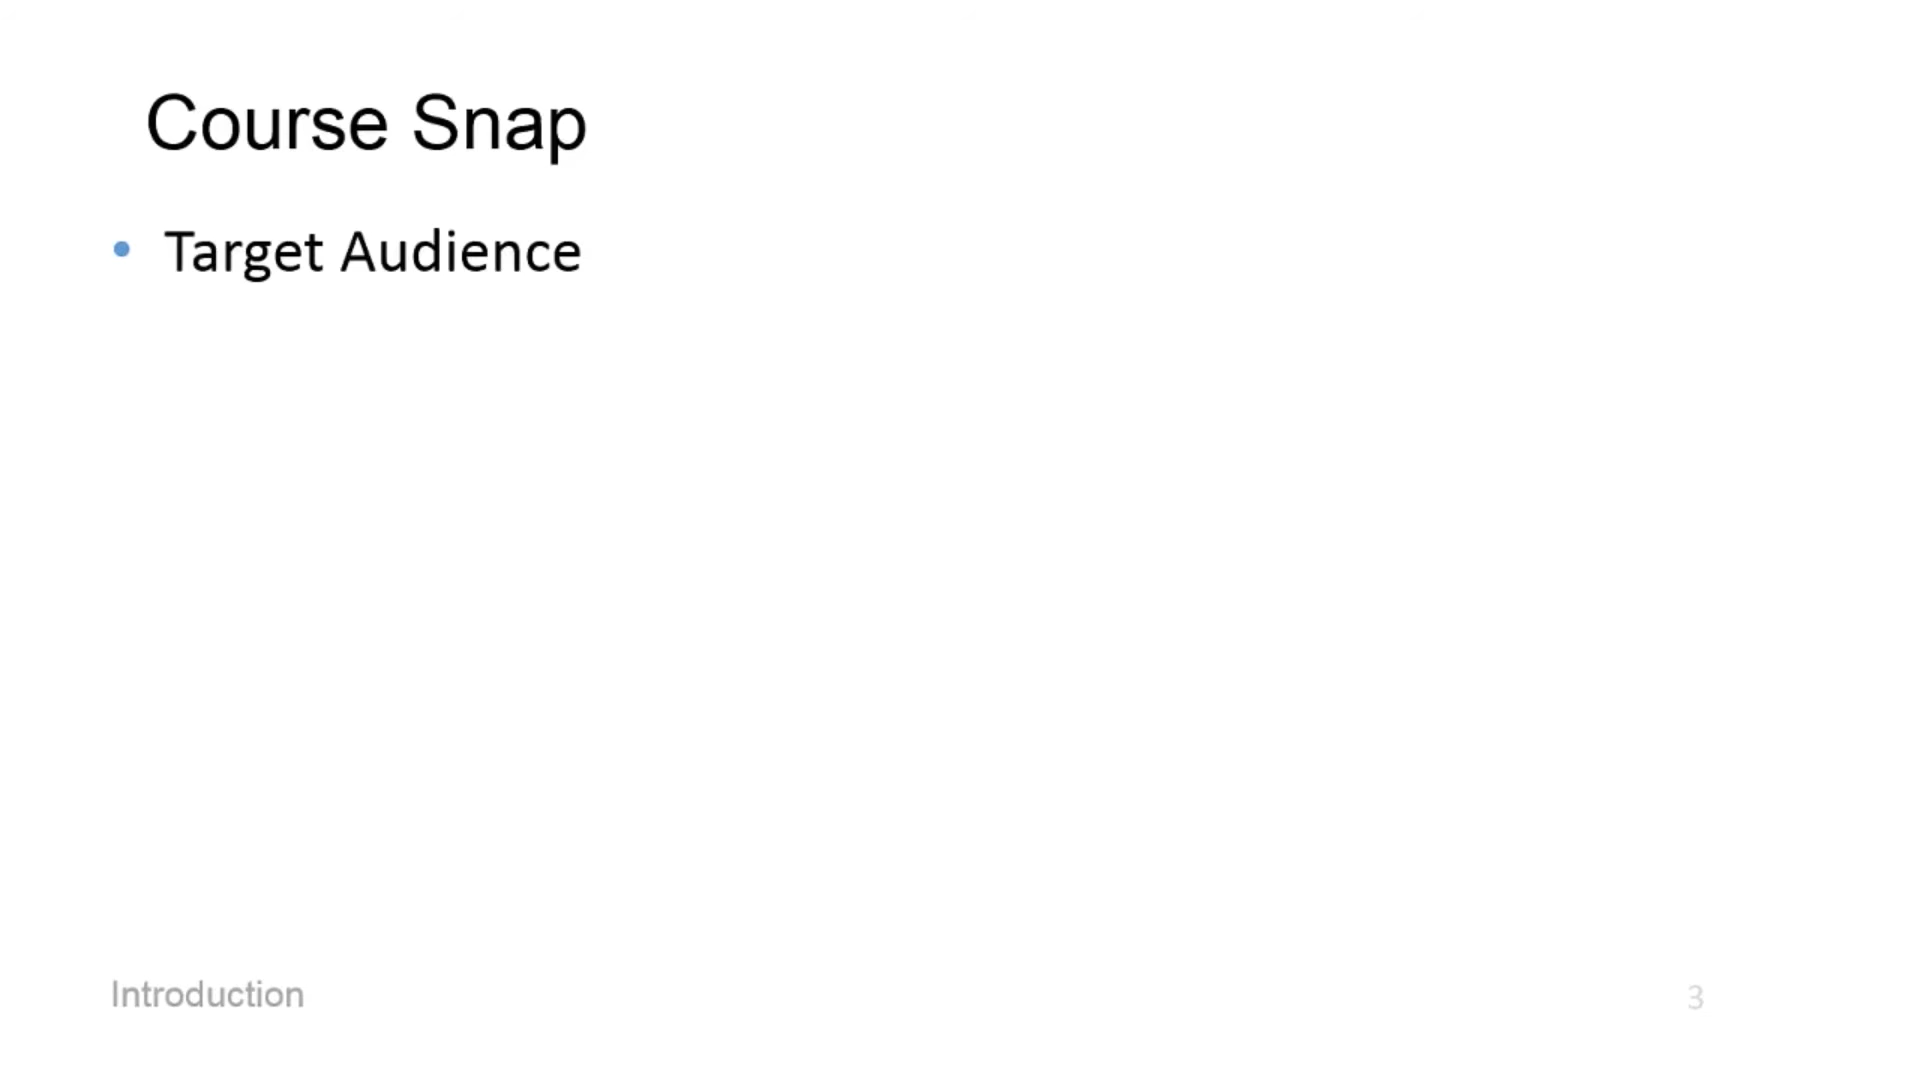 Course Snap
• Target Audience
Introduction
3